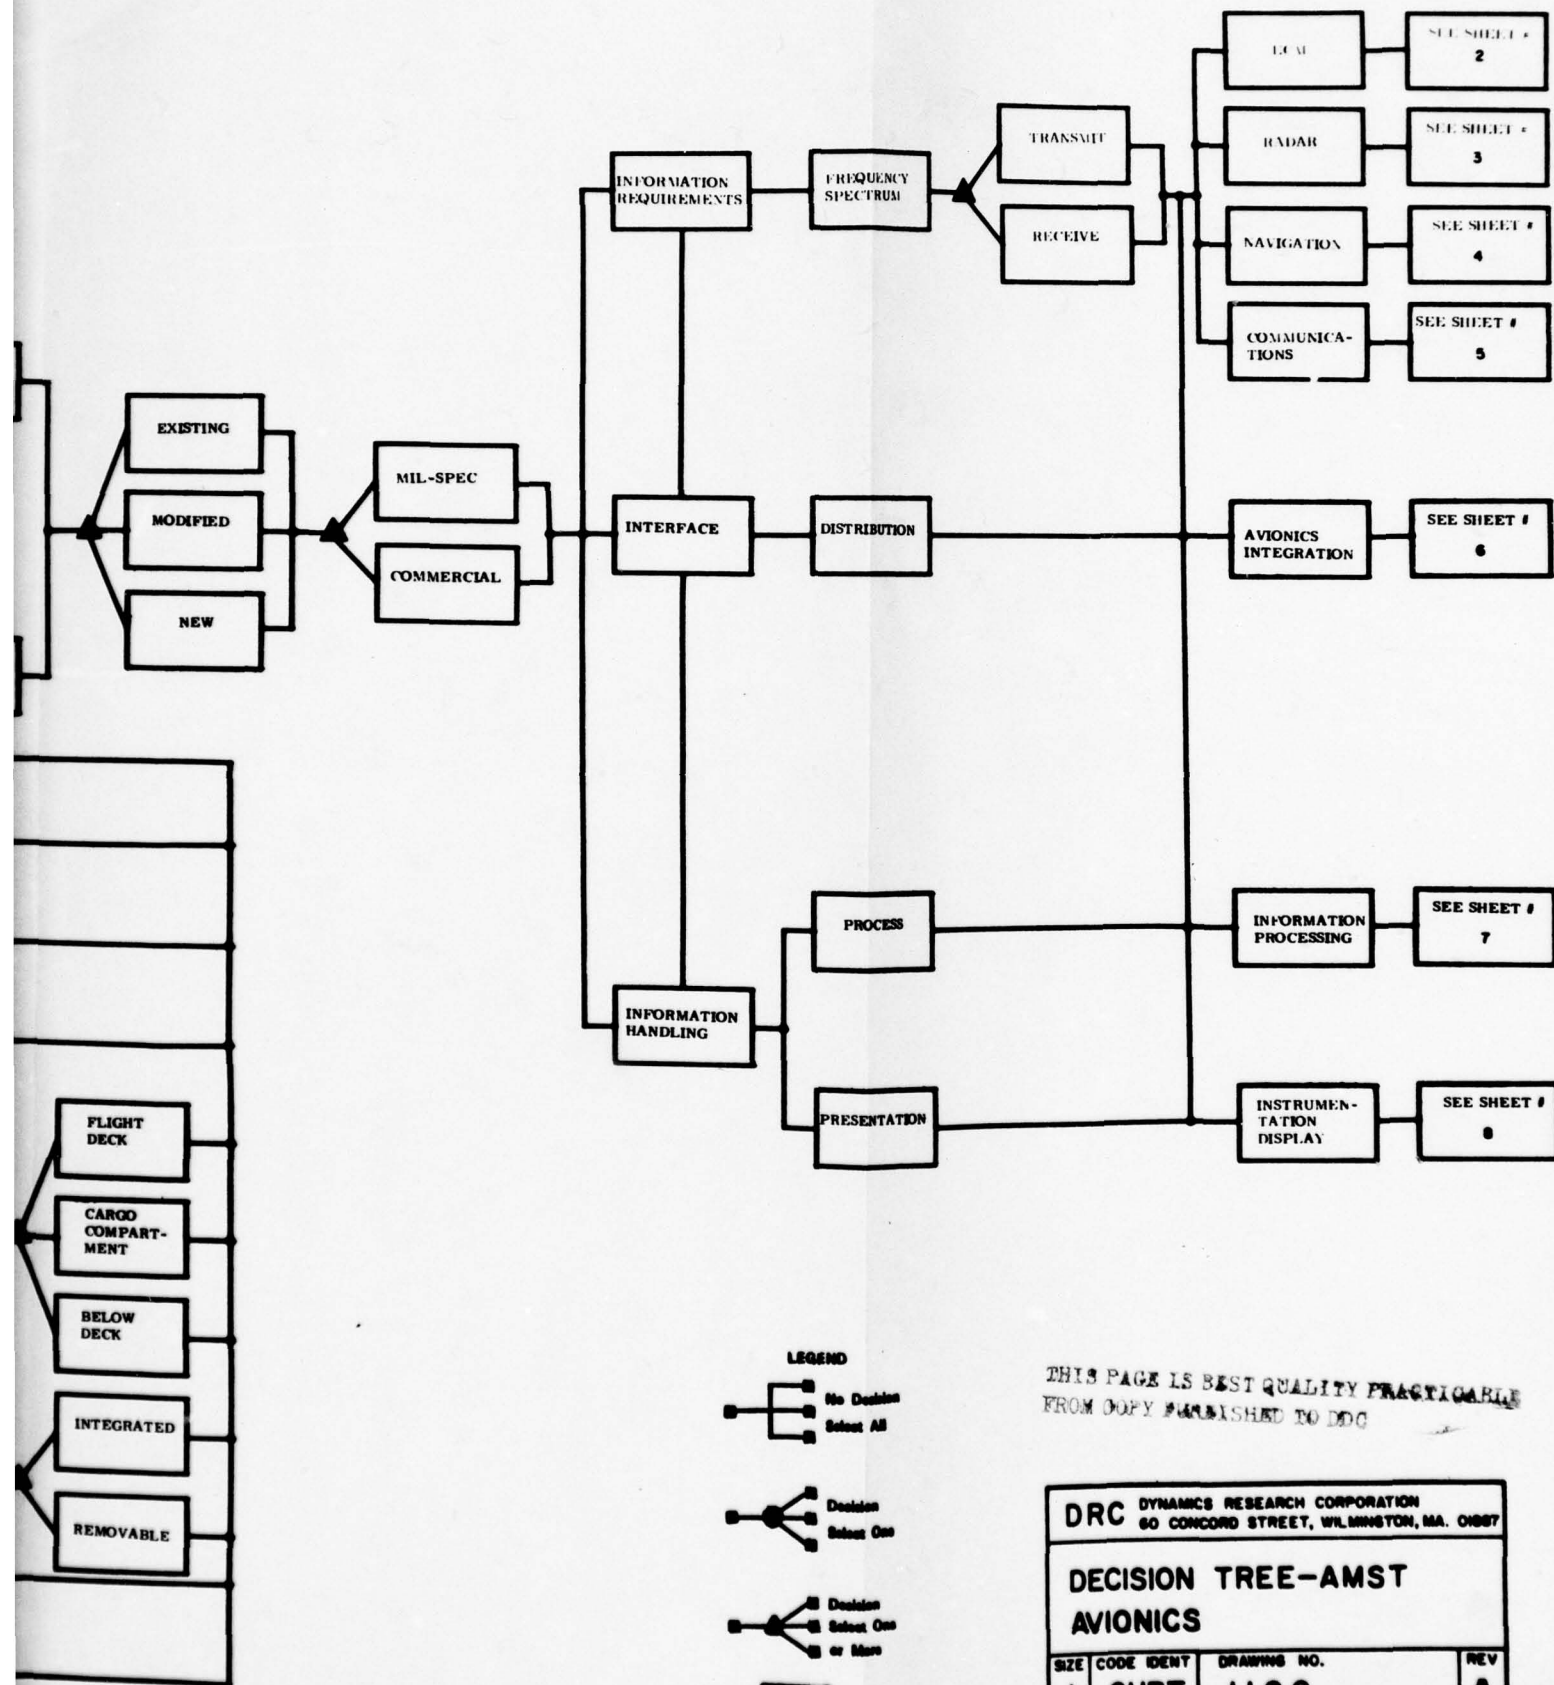 ECM
SEE SHEET #
2
TRANSMIT
RADAR
SEE SHEET #
3
INFORMATION
REQUIREMENTS
FREQUENCY
SPECTRUM
RECEIVE
NAVIGATION
SEE SHEET #
4
COMMUNICA-
TIONS
SEE SHEET #
5
EXISTING
MODIFIED
NEW
MIL-SPEC
COMMERCIAL
INTERFACE
DISTRIBUTION
AVIONICS
INTEGRATION
SEE SHEET #
6
PROCESS
INFORMATION
PROCESSING
SEE SHEET #
7
INFORMATION
HANDLING
PRESENTATION
INSTRUMEN-
TATION
DISPLAY
SEE SHEET #
8
FLIGHT
DECK
CARGO
COMPART-
MENT
BELOW
DECK
INTEGRATED
REMOVABLE
LEGEND
No Decision
Select All
Decision
Select One
Decision
Select One
or More
THIS PAGE IS BEST QUALITY PRACTICABLE
FROM COPY FURNISHED TO DDC
DRC DYNAMICS RESEARCH CORPORATION
60 CONCORD STREET, WILMINGTON, MA. 01887
DECISION TREE-AMST
AVIONICS
SIZE CODE IDENT DRAWING NO. REV